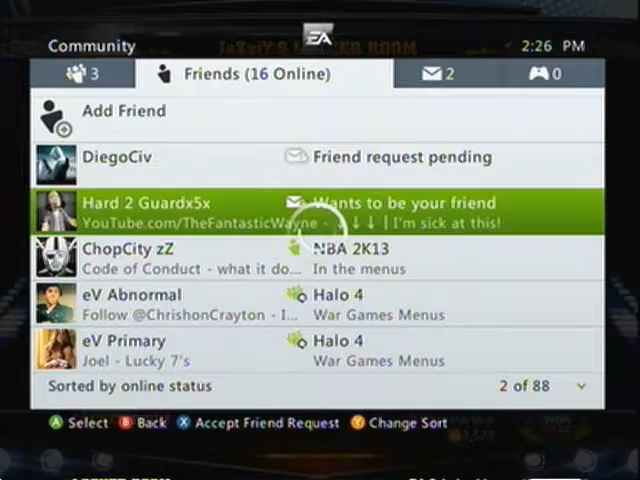 EA
Community
JaZziY'S LOCKER ROOM
2:26 PM
3
Friends (16 Online)
2
0
Add Friend
DiegoCiv
Friend request pending
Hard 2 Guardx5x
Wants to be your friend
YouTube.com/TheFantasticWayne - ↓ ↓ ↓ | I'm sick at this!
ChopCity zZ
NBA 2K13
Code of Conduct - what it do...
In the menus
eV Abnormal
Halo 4
Follow @ChrishonCrayton - I...
War Games Menus
eV Primary
Halo 4
Joel - Lucky 7's
War Games Menus
Sorted by online status
2 of 88
A Select
B Back
X Accept Friend Request
Y Change Sort